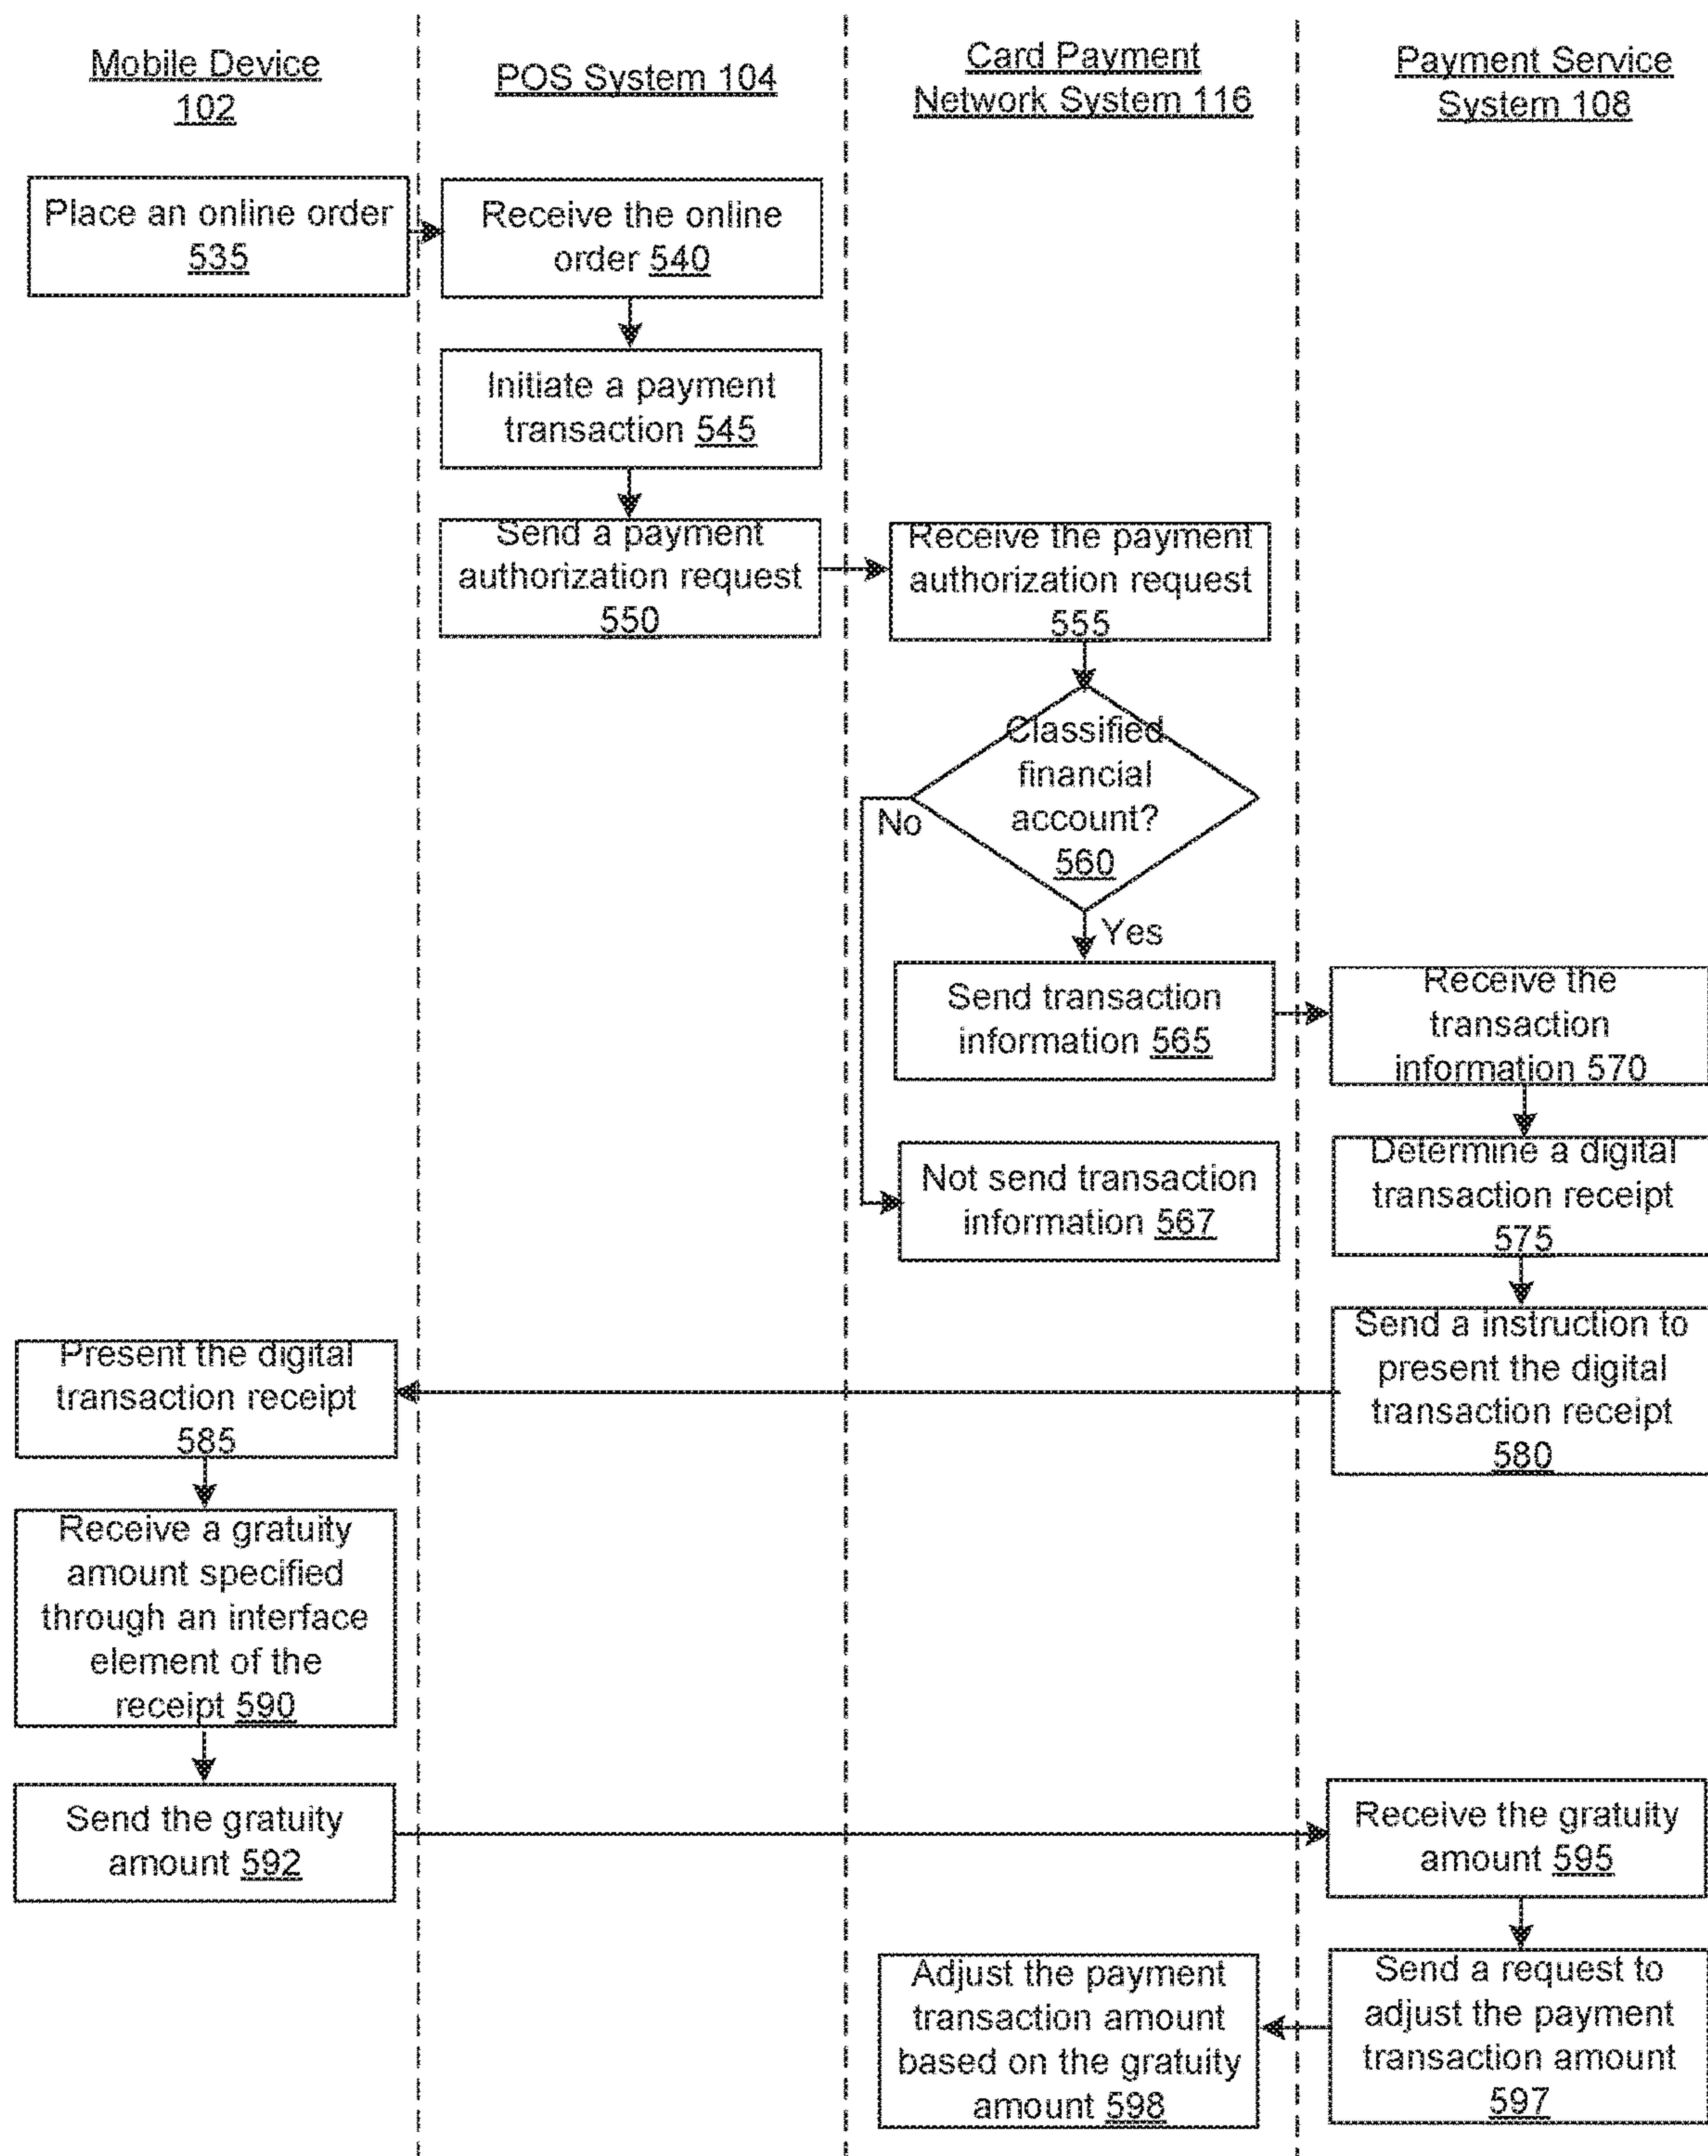 Mobile Device
102
POS System 104
Card Payment
Network System 116
Payment Service
System 108
Place an online order
535
Receive the online
order 540
Initiate a payment
transaction 545
Send a payment
authorization request
550
Receive the payment
authorization request
555
Classified
financial
account?
560
No
Yes
Send transaction
information 565
Receive the
transaction
information 570
Not send transaction
information 567
Determine a digital
transaction receipt
575
Send a instruction to
present the digital
transaction receipt
580
Present the digital
transaction receipt
585
Receive a gratuity
amount specified
through an interface
element of the
receipt 590
Send the gratuity
amount 592
Receive the gratuity
amount 595
Send a request to
adjust the payment
transaction amount
597
Adjust the payment
transaction amount
based on the gratuity
amount 598